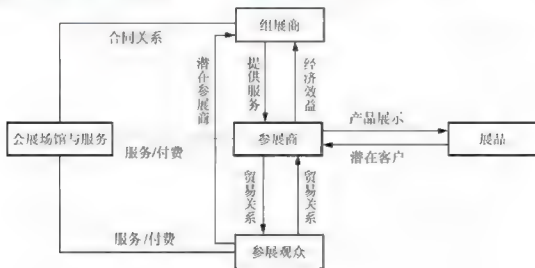 组展商
合同关系
潜在参展商
提供服务
经济效益
产品展示
会展场馆与服务
参展商
展品
服务/付费
潜在客户
贸易关系
贸易关系
服务/付费
参展观众